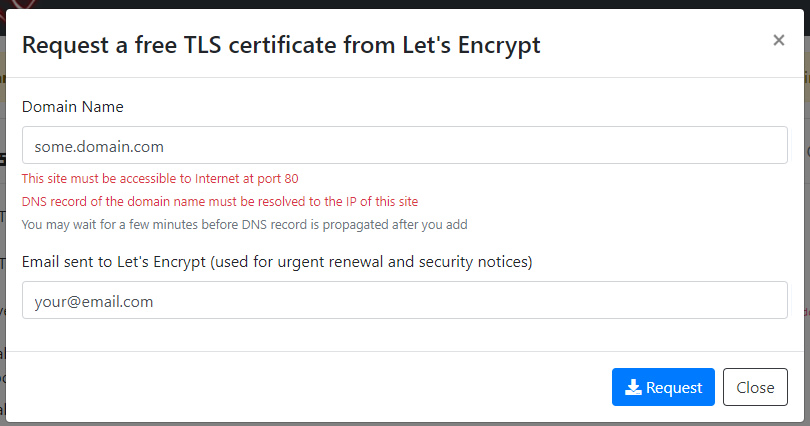 Request a free TLS certificate from Let's Encrypt
×
Domain Name
some.domain.com
This site must be accessible to Internet at port 80
DNS record of the domain name must be resolved to the IP of this site
You may wait for a few minutes before DNS record is propagated after you add
Email sent to Let's Encrypt (used for urgent renewal and security notices)
your@email.com
Request
Close